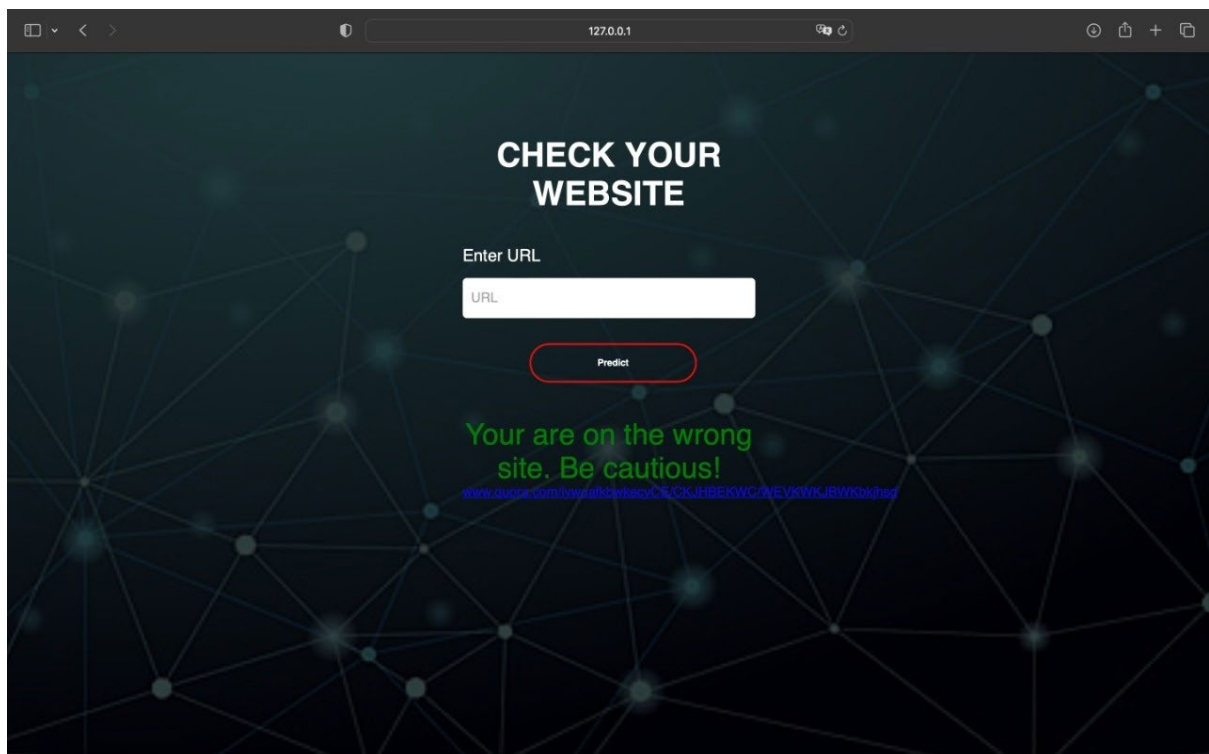 127.0.0.1
CHECK YOUR
WEBSITE
Enter URL
URL
Predict
Your are on the wrong
site. Be cautious!